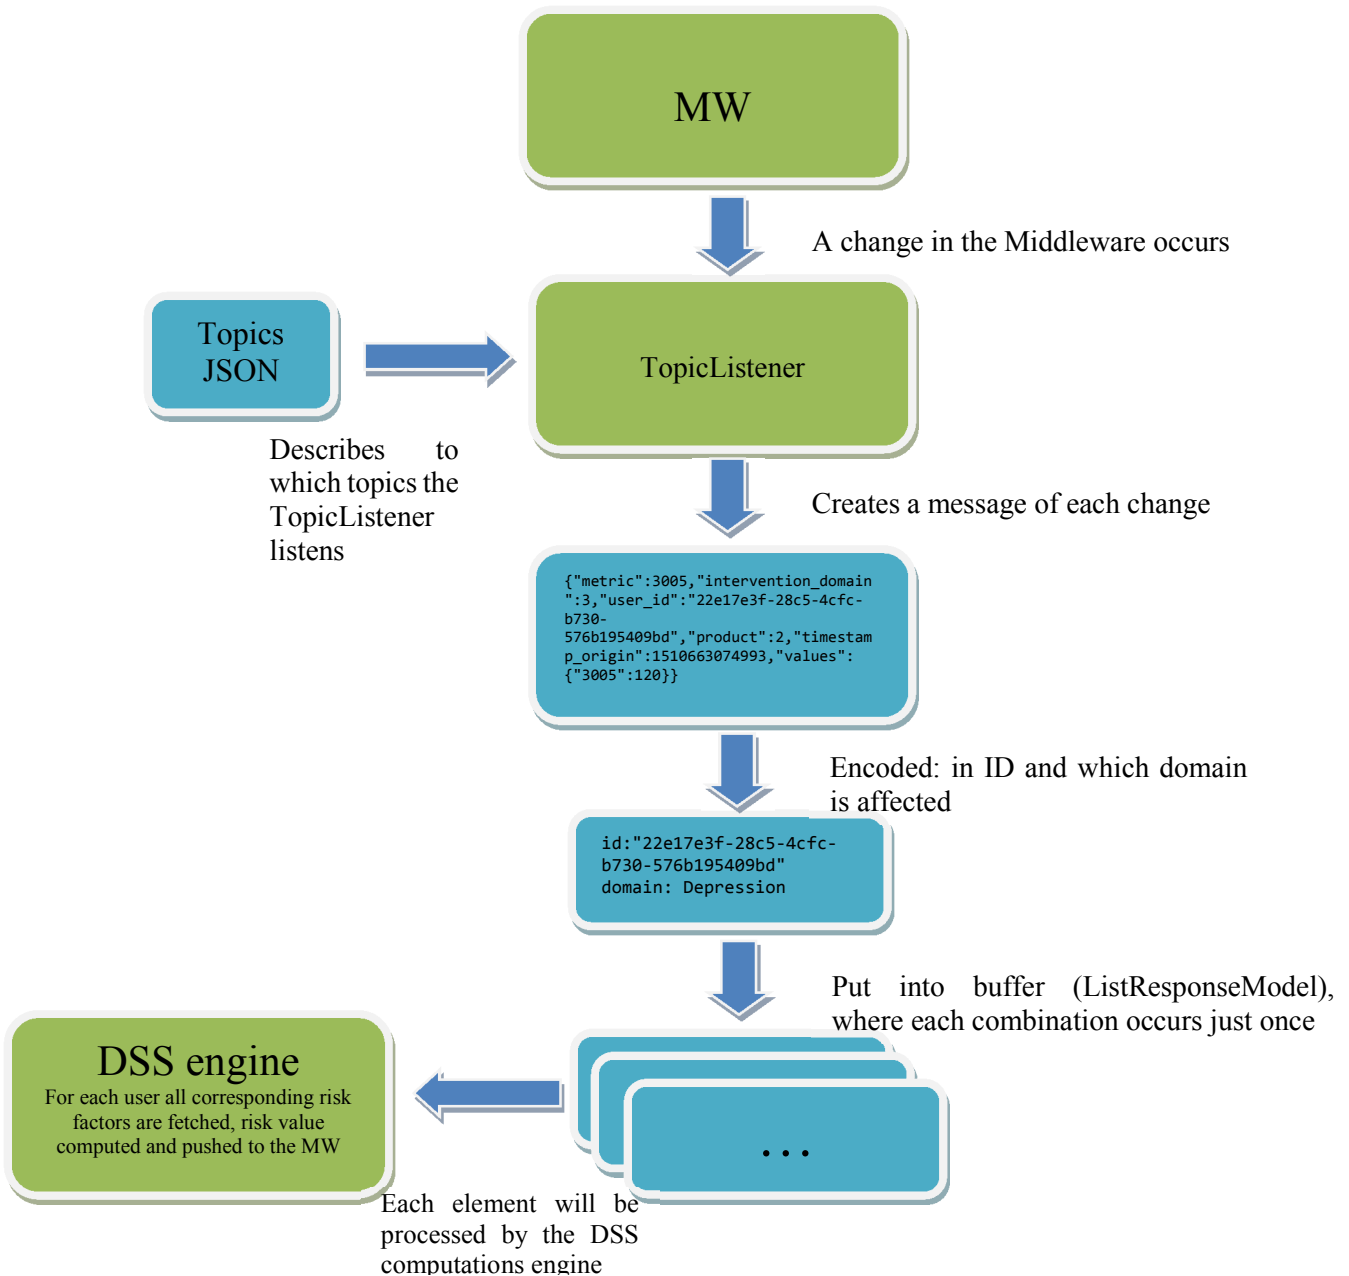 MW
A change in the Middleware occurs
Topics
JSON
TopicListener
Describes to
which topics the
TopicListener
listens
Creates a message of each change
{"metric":3005,"intervention_domain
":3,"user_id":"22e17e3f-28c5-4cfc-
b730-
576b195409bd","product":2,"timestam
p_origin":1510663074993,"values":
{"3005":120}}
Encoded: in ID and which domain
is affected
id:"22e17e3f-28c5-4cfc-
b730-576b195409bd"
domain: Depression
Put into buffer (ListResponseModel),
where each combination occurs just once
DSS engine
For each user all corresponding risk
factors are fetched, risk value
computed and pushed to the MW
...
Each element will be
processed by the DSS
computations engine